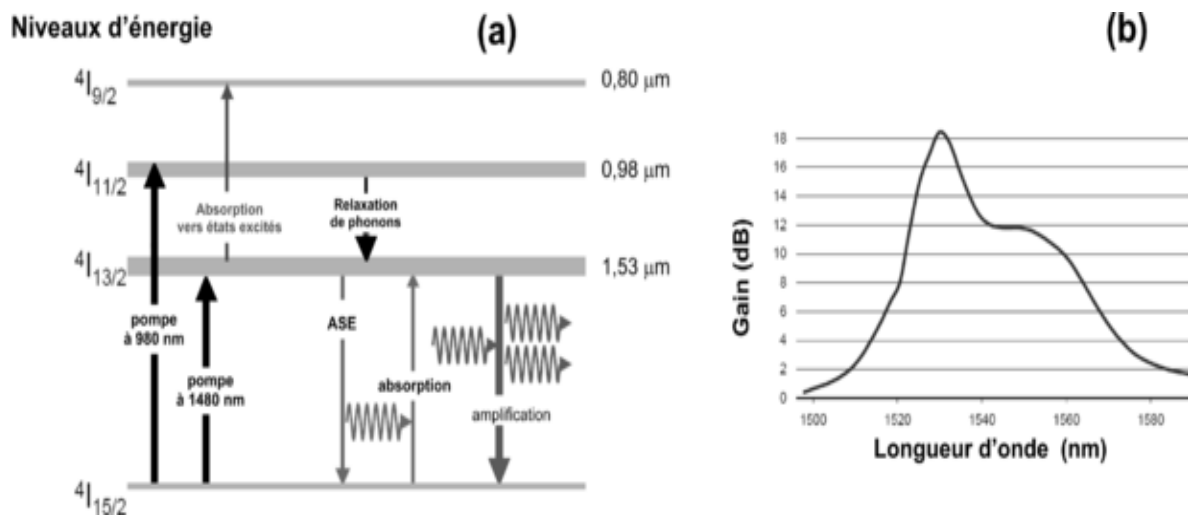 Niveaux d'énergie
(a)
4I9/2
0,80 µm
4I11/2
0,98 µm
Absorption
vers états excités
Relaxation
de phonons
4I13/2
1,53 µm
pompe
à 980 nm
pompe
à 1480 nm
ASE
absorption
amplification
4I15/2
(b)
Gain (dB)
18
16
14
12
10
8
6
4
2
0
1500 1520 1540 1560 1580
Longueur d'onde (nm)